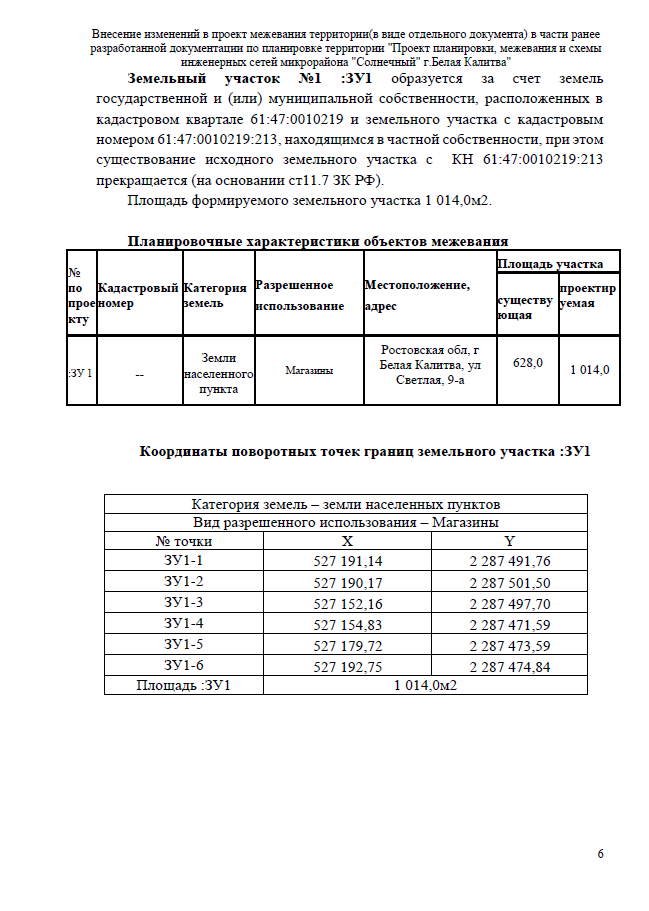 Внесение изменений в проект межевания территории(в виде отдельного документа) в части ранее
разработанной документации по планировке территории "Проект планировки, межевания и схемы
инженерных сетей микрорайона "Солнечный" г.Белая Калитва"
Земельный участок №1 :ЗУ1 образуется за счет земель
государственной и (или) муниципальной собственности, расположенных в
кадастровом квартале 61:47:0010219 и земельного участка с кадастровым
номером 61:47:0010219:213, находящимся в частной собственности, при этом
существование исходного земельного участка с КН 61:47:0010219:213
прекращается (на основании ст11.7 ЗК РФ).
Площадь формируемого земельного участка 1 014,0м2.
Планировочные характеристики объектов межевания
№ по прое кту Кадастровый номер Категория земель Разрешенное использование Местоположение, адрес Площадь участка
существу ющая проектир уемая
:ЗУ 1 -- Земли населенного пункта Магазины Ростовская обл, г Белая Калитва, ул Светлая, 9-а 628,0 1 014,0
Координаты поворотных точек границ земельного участка :ЗУ1
Категория земель – земли населенных пунктов
Вид разрешенного использования – Магазины
№ точки X Y
ЗУ1-1 527 191,14 2 287 491,76
ЗУ1-2 527 190,17 2 287 501,50
ЗУ1-3 527 152,16 2 287 497,70
ЗУ1-4 527 154,83 2 287 471,59
ЗУ1-5 527 179,72 2 287 473,59
ЗУ1-6 527 192,75 2 287 474,84
Площадь :ЗУ1 1 014,0м2
6